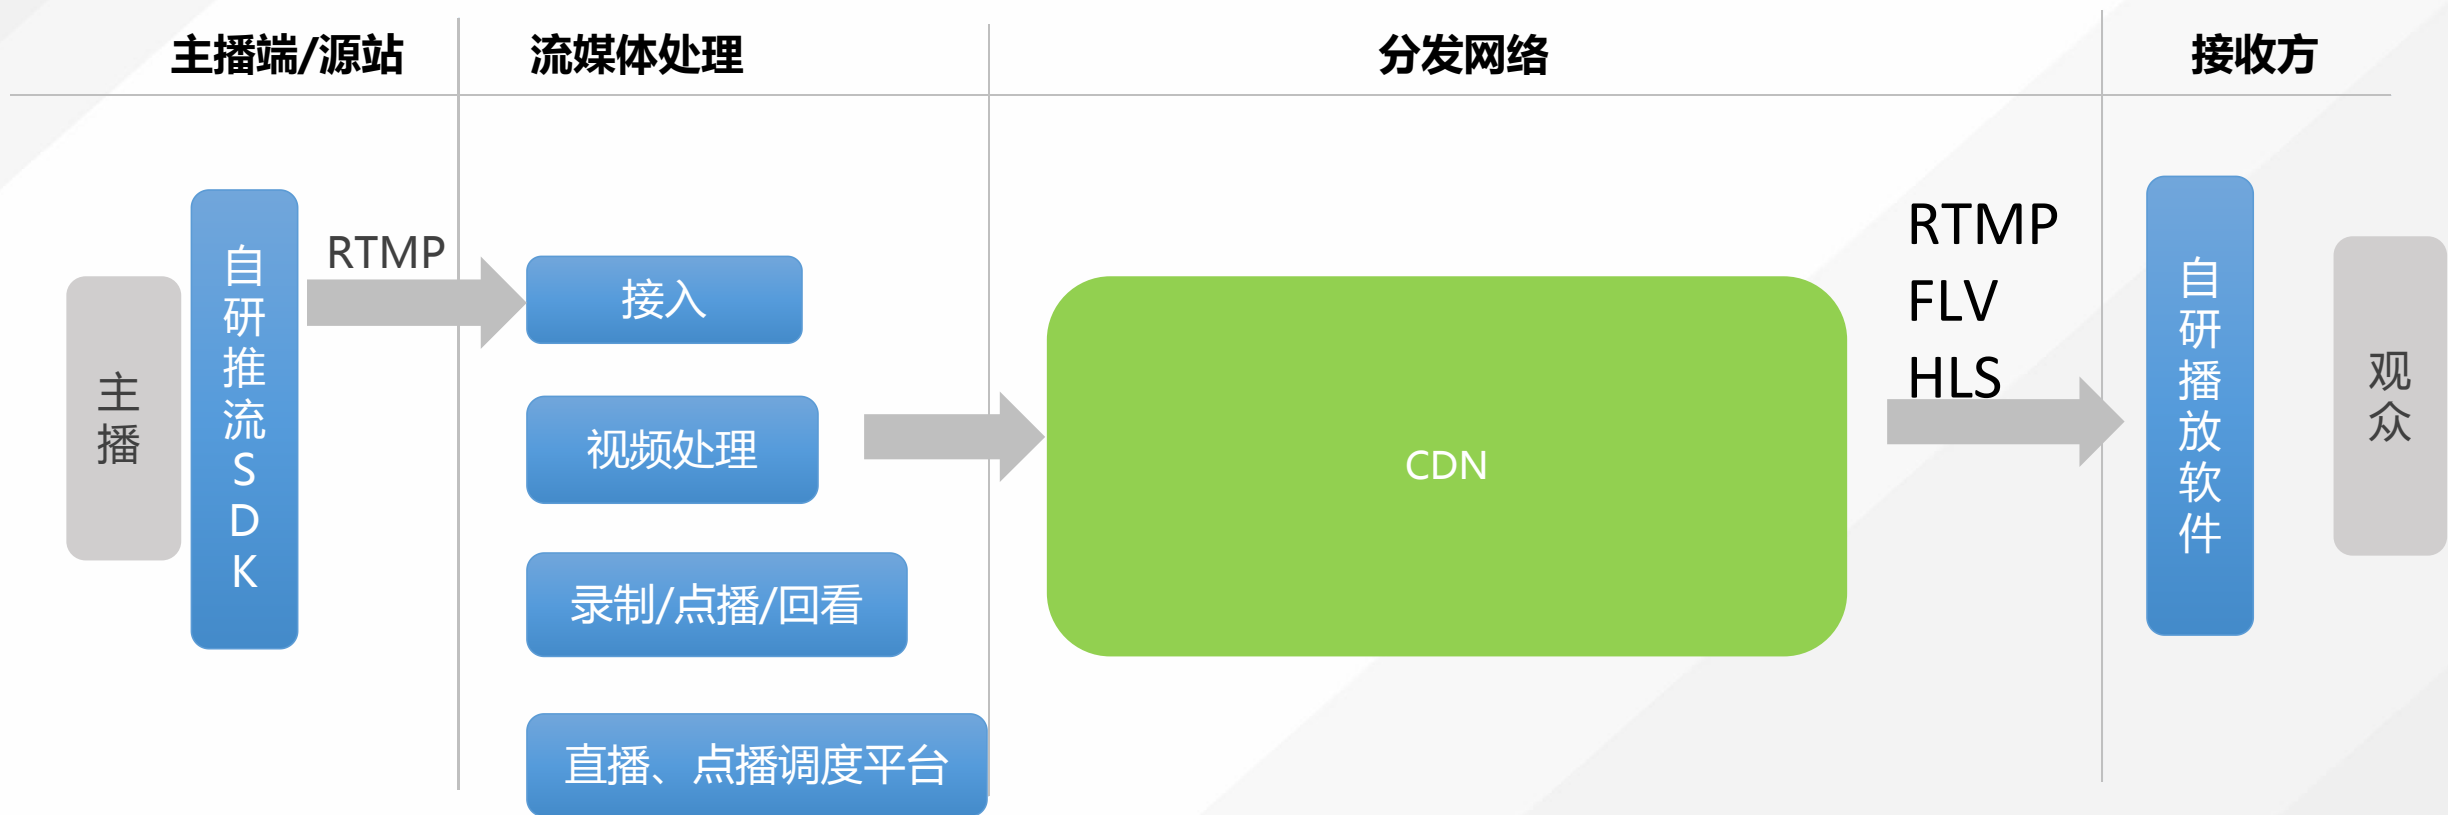 主播端/源站
流媒体处理
分发网络
接收方
主播
自研推流SDK
RTMP
接入
视频处理
录制/点播/回看
直播、点播调度平台
CDN
RTMP
FLV
HLS
自研播放软件
观众